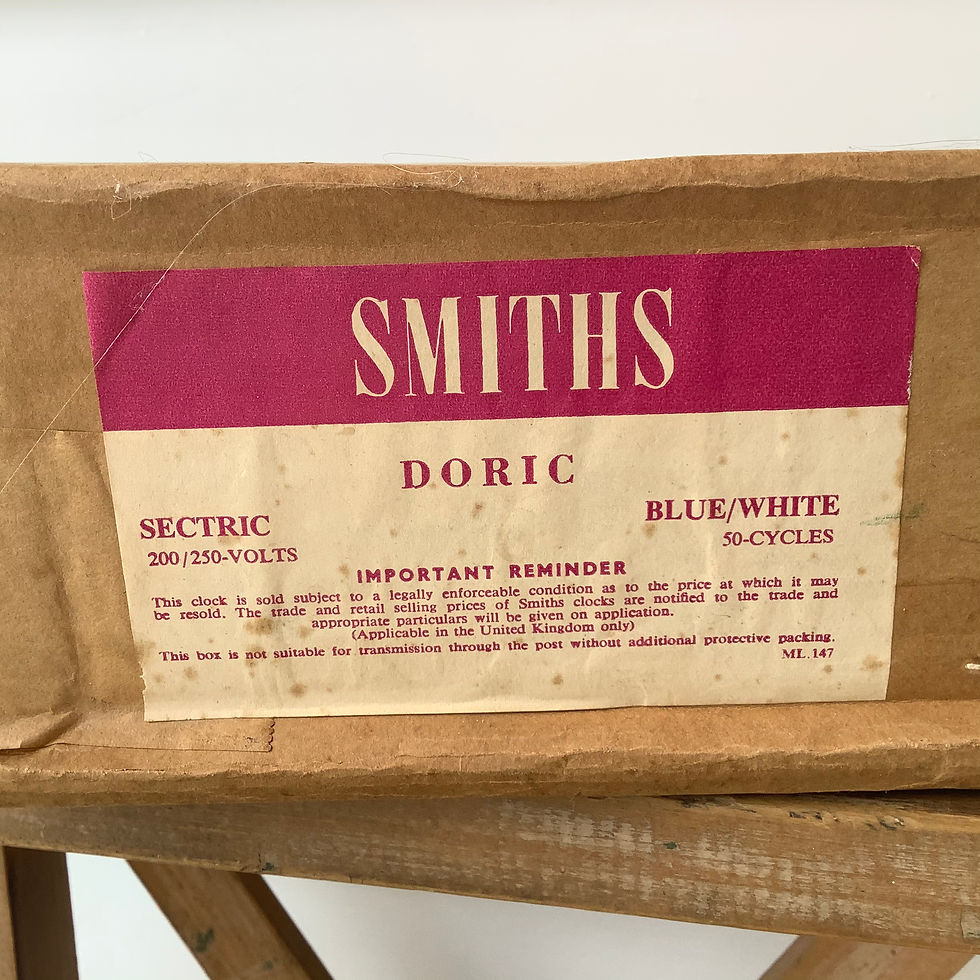 SMITHS
DORIC
SECTRIC
BLUE/WHITE
200/250-VOLTS
50-CYCLES
IMPORTANT REMINDER
This clock is sold subject to a legally enforceable condition as to the price at which it may
be resold. The trade and retail selling prices of Smiths clocks are notified to the trade and
appropriate particulars will be given on application.
(Applicable in the United Kingdom only)
This box is not suitable for transmission through the post without additional protective packing.
ML.147